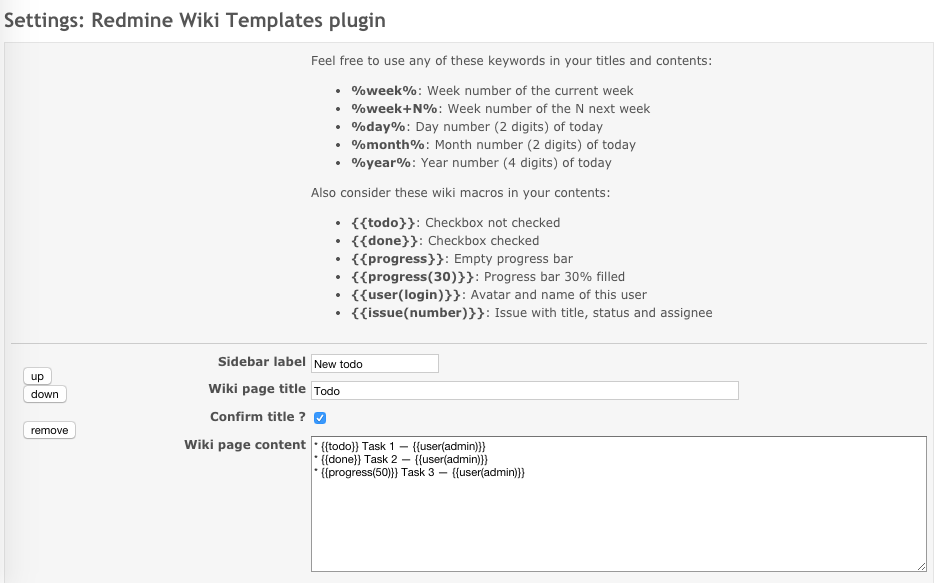 Settings: Redmine Wiki Templates plugin
Feel free to use any of these keywords in your titles and contents:
• %week%: Week number of the current week
• %week+N%: Week number of the N next week
• %day%: Day number (2 digits) of today
• %month%: Month number (2 digits) of today
• %year%: Year number (4 digits) of today
Also consider these wiki macros in your contents:
• {{todo}}: Checkbox not checked
• {{done}}: Checkbox checked
• {{progress}}: Empty progress bar
• {{progress(30)}}: Progress bar 30% filled
• {{user(login)}}: Avatar and name of this user
• {{issue(number)}}: Issue with title, status and assignee
up
down
remove
Sidebar label New todo
Wiki page title Todo
Confirm title ?
Wiki page content
* {{todo}} Task 1 — {{user(admin)}}
* {{done}} Task 2 — {{user(admin)}}
* {{progress(50)}} Task 3 — {{user(admin)}}